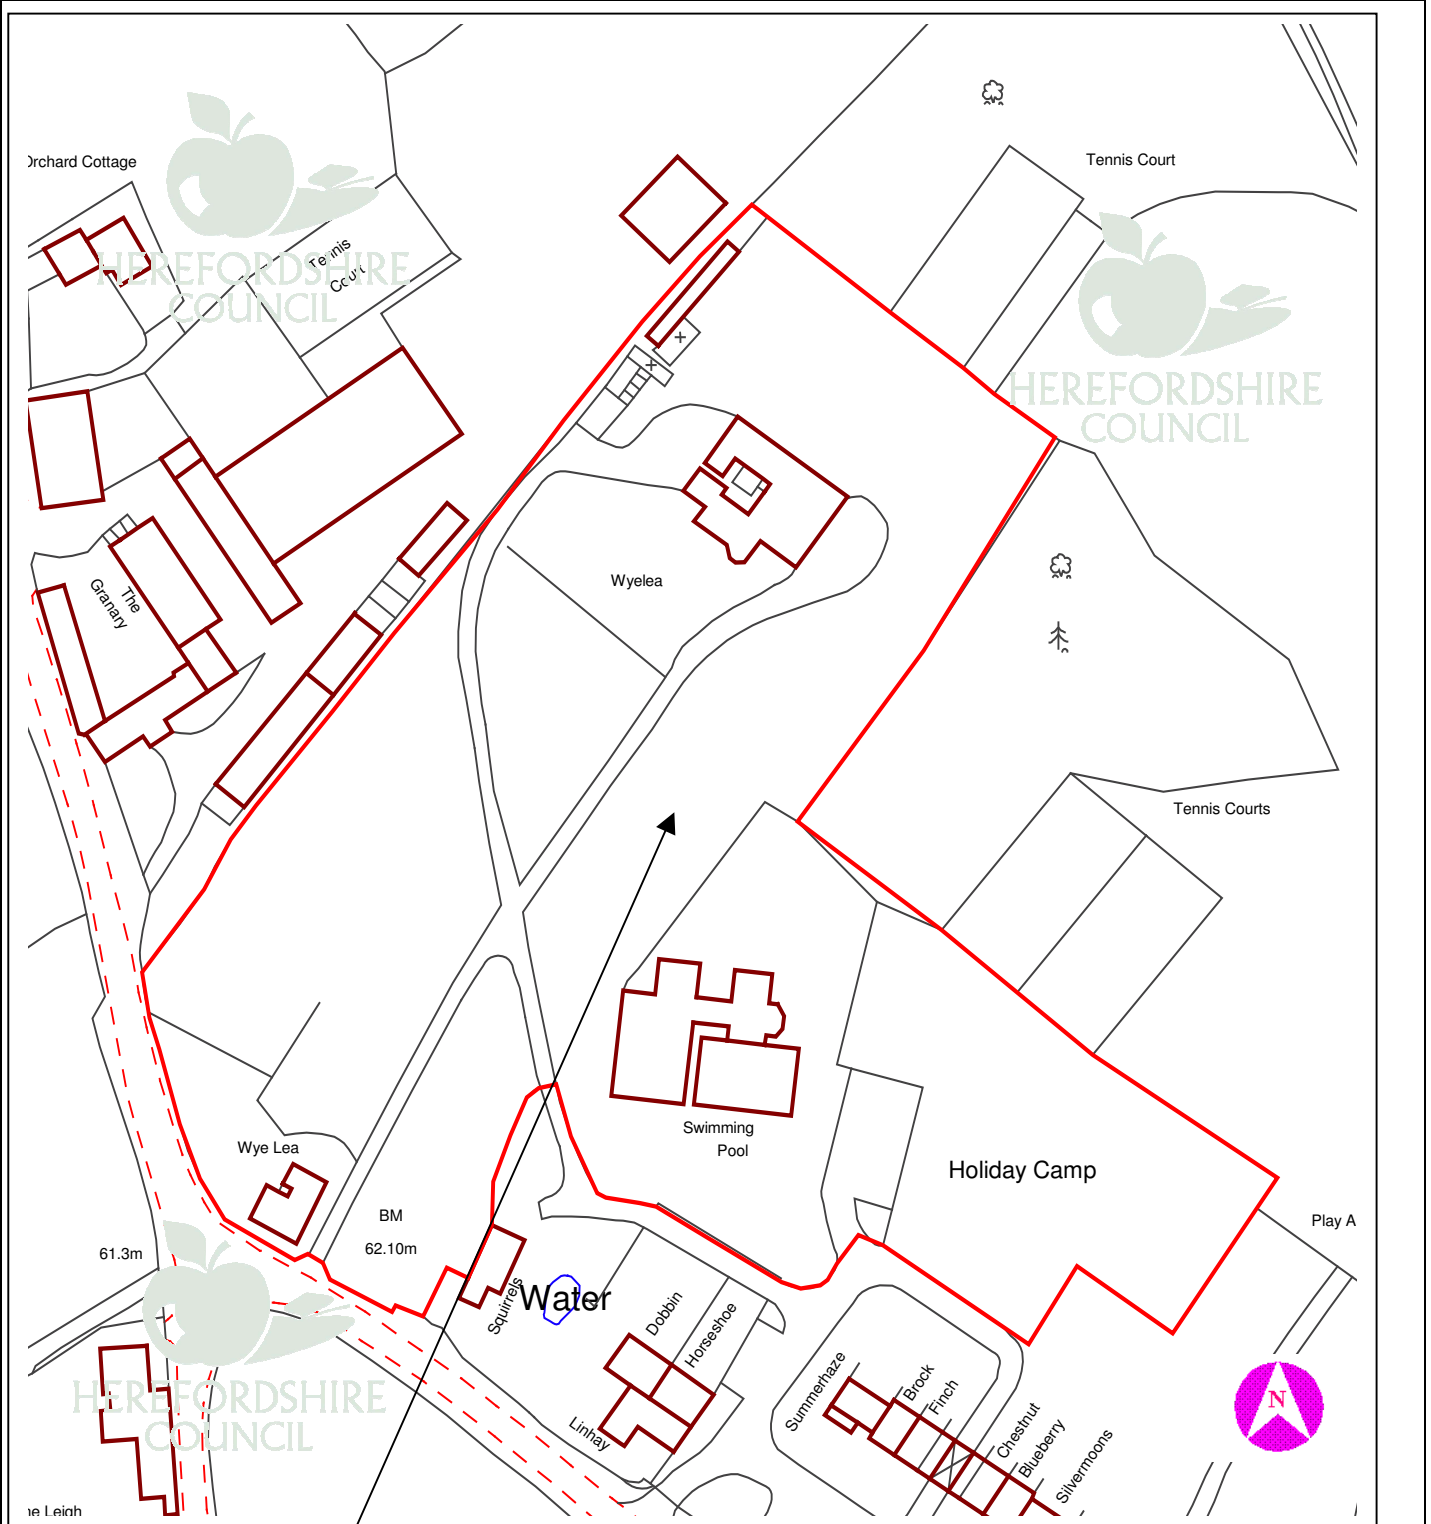 Orchard Cottage
Tennis Court
HEREFORDSHIRE
COUNCIL
Tennis
Court
HEREFORDSHIRE
COUNCIL
The
Granary
Wyelea
Tennis Courts
Swimming
Pool
Wye Lea
Holiday Camp
BM
62.10m
Play A
61.3m
Squirrels
Water
Dobbin
Horseshoe
Summerhaze
Brock
Finch
Linhay
Chestnut
Blueberry
Silvermoons
HEREFORDSHIRE
COUNCIL
N
he Leigh